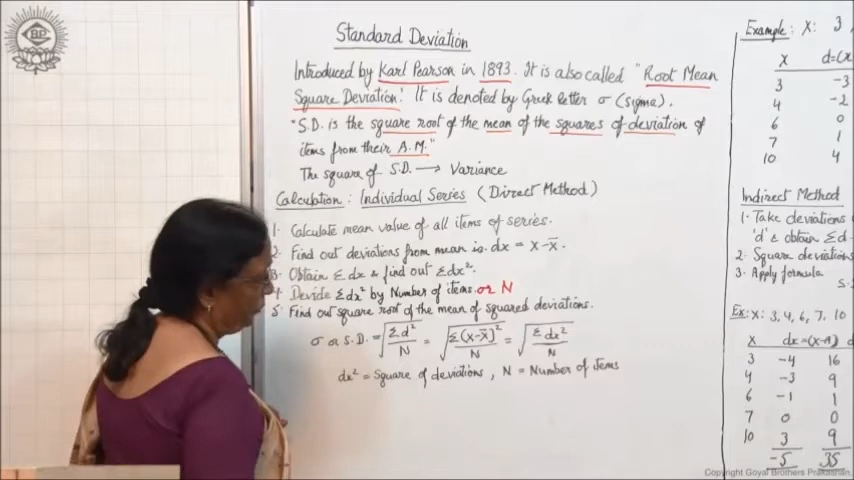 Standard Deviation
Introduced by Karl Pearson in 1893. It is also called "Root Mean
Square Deviation". It is denoted by Greek letter σ (sigma).
"S.D. is the square root of the mean of the squares of deviation of
items from their A.M."
The square of S.D. → Variance
Calculation: Individual Series (Direct Method)
1. Calculate mean value of all items of series.
2. Find out deviations from mean ie. dx = x-x̄.
3. Obtain Σdx & find out Σdx².
4. Devide Σdx² by Number of items. or N
5. Find out square root of the mean of squared deviations.
σ or S.D. = √(Σd²/N) = √(Σ(x-x̄)²/N) = √(Σdx²/N)
dx² = Square of deviations, N = Number of items
Example: X: 3,
X d=(x
3 -3
4 -2
6 0
7 1
10 4
Indirect Method
1. Take deviations
'd' & obtain Σd
2. Square deviations
3. Apply formula
S.
Ex: X: 3, 4, 6, 7, 10
X dx=(x-A) d
3 -4 16
4 -3 9
6 -1 1
7 0 0
10 3 9
-5 35
BP
Copyright Goyal Brothers Prakashan.